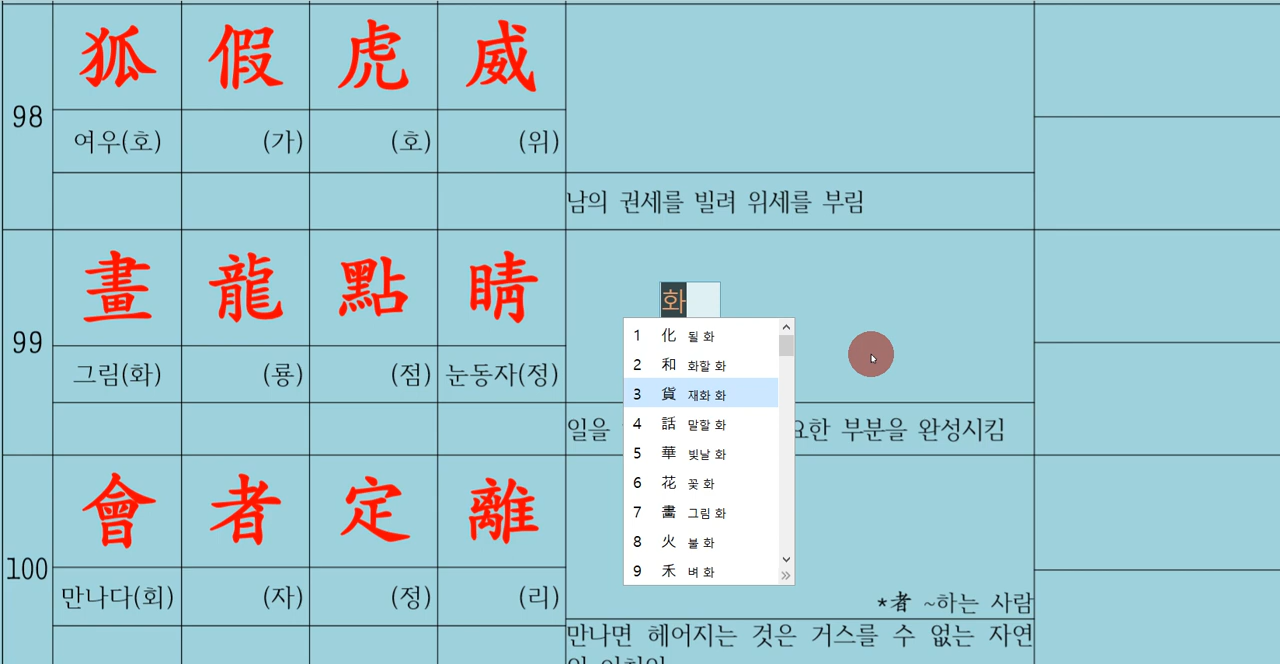 98
狐 假 虎 威
여우(호) (가) (호) (위)
남의 권세를 빌려 위세를 부림
99
畫 龍 點 睛
그림(화) (룡) (점) 눈동자(정)
화
1 化 될 화
2 和 화할 화
3 貨 재화 화
4 話 말할 화
5 華 빛날 화
6 花 꽃 화
7 畵 그림 화
8 火 불 화
9 禾 벼 화
일을 부분을 완성시킴
100
會 者 定 離
만나다(회) (자) (정) (리)
*者 ~하는 사람
만나면 헤어지는 것은 거스를 수 없는 자연